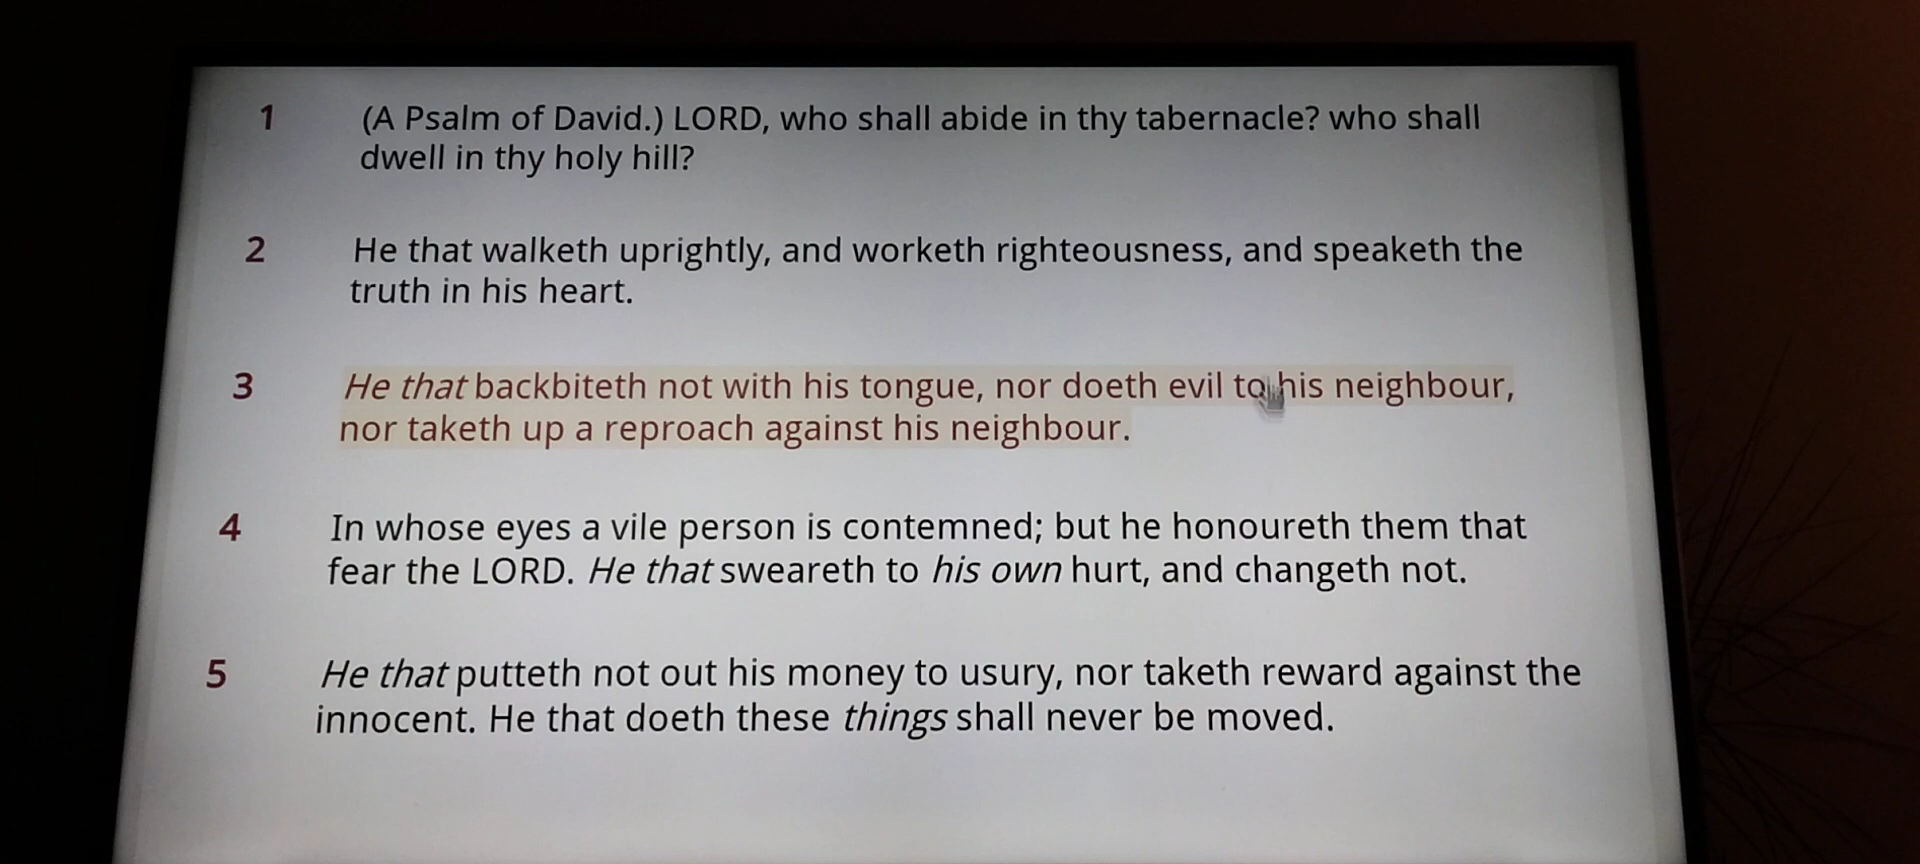 1 (A Psalm of David.) LORD, who shall abide in thy tabernacle? who shall
dwell in thy holy hill?
2 He that walketh uprightly, and worketh righteousness, and speaketh the
truth in his heart.
3 He that backbiteth not with his tongue, nor doeth evil to his neighbour,
nor taketh up a reproach against his neighbour.
4 In whose eyes a vile person is contemned; but he honoureth them that
fear the LORD. He that sweareth to his own hurt, and changeth not.
5 He that putteth not out his money to usury, nor taketh reward against the
innocent. He that doeth these things shall never be moved.